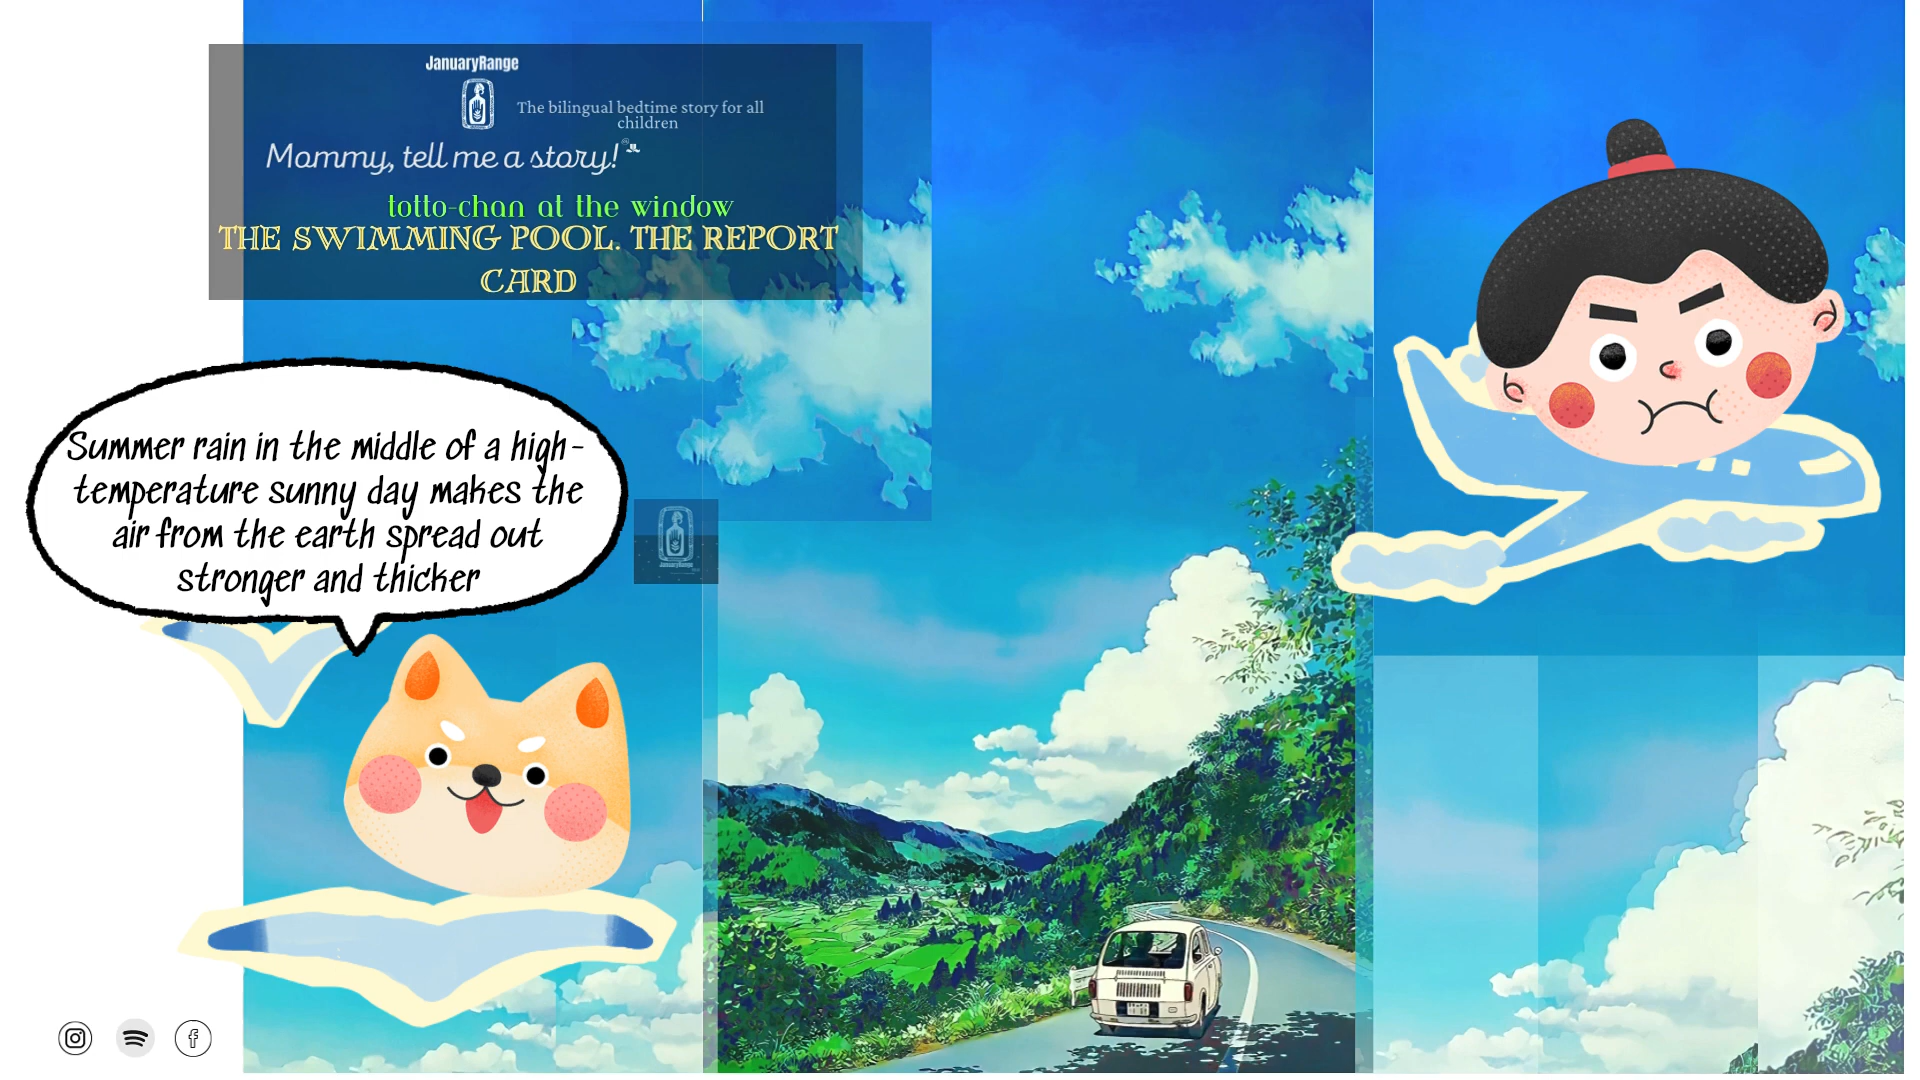 JanuaryRange
The bilingual bedtime story for all
children
Mommy, tell me a story!
totto-chan at the window
THE SWIMMING POOL. THE REPORT
CARD
Summer rain in the middle of a high-
temperature sunny day makes the
air from the earth spread out
stronger and thicker
JanuaryRange